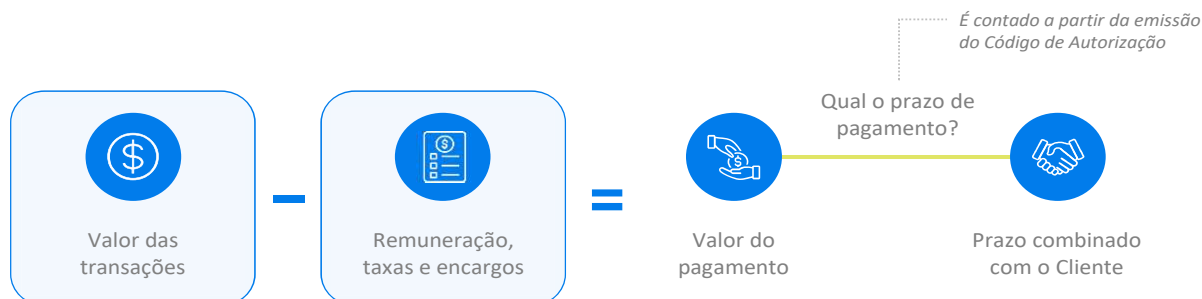 É contado a partir da emissão
do Código de Autorização
Qual o prazo de
pagamento?
Valor das
transações
–
Remuneração,
taxas e encargos
=
Valor do
pagamento
Prazo combinado
com o Cliente